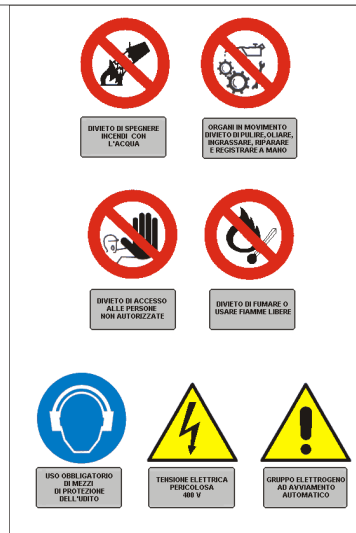 DIVIETO DI SPEGNERE
INCENDI CON
L'ACQUA
ORGANI IN MOVIMENTO
DIVIETO DI PULIRE, OLIARE,
INGRASSARE, RIPARARE
E REGISTRARE A MANO
DIVIETO DI ACCESSO
ALLE PERSONE
NON AUTORIZZATE
DIVIETO DI FUMARE O
USARE FIAMME LIBERE
USO OBBLIGATORIO
DI MEZZI
DI PROTEZIONE
DELL'UDITO
TENSIONE ELETTRICA
PERICOLOSA
400 V
GRUPPO ELETTROGENO
AD AVVIAMENTO
AUTOMATICO